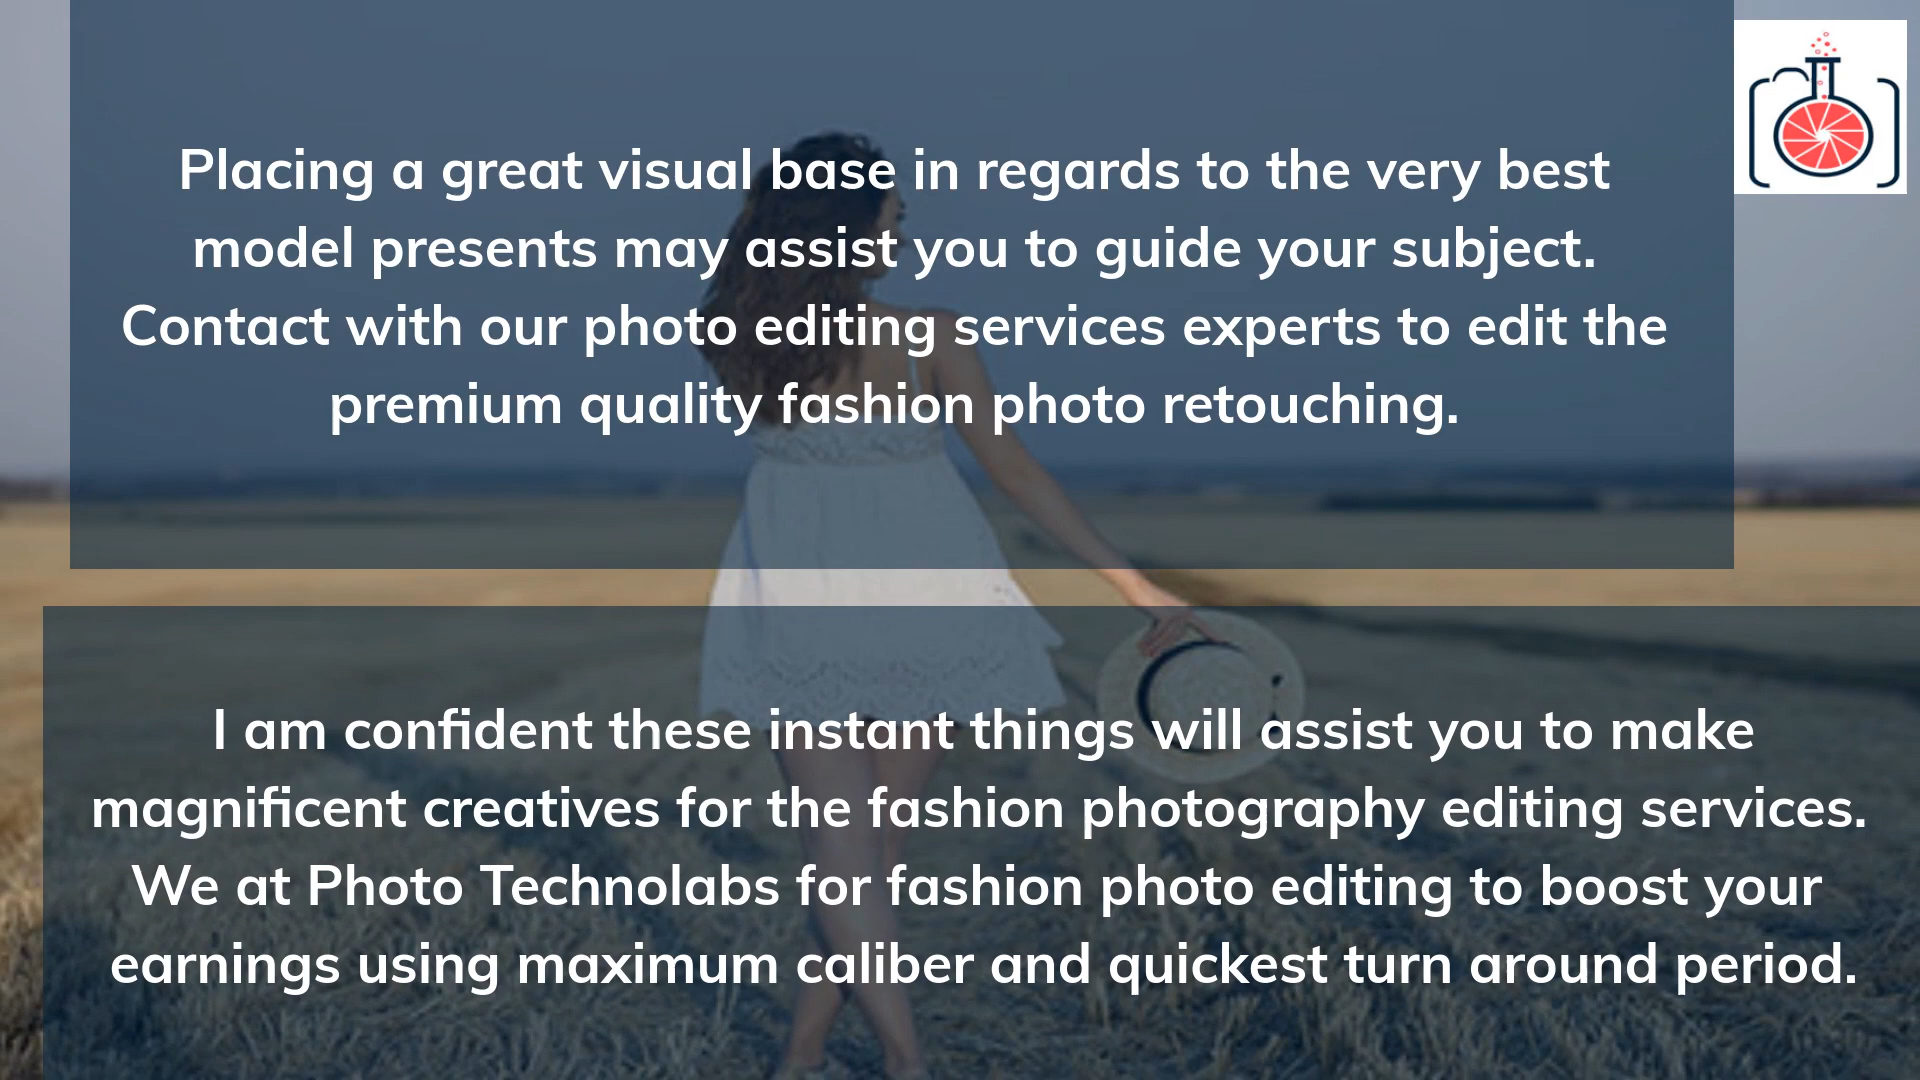 Placing a great visual base in regards to the very best
model presents may assist you to guide your subject.
Contact with our photo editing services experts to edit the
premium quality fashion photo retouching.
I am confident these instant things will assist you to make
magnificent creatives for the fashion photography editing services.
We at Photo Technolabs for fashion photo editing to boost your
earnings using maximum caliber and quickest turn around period.